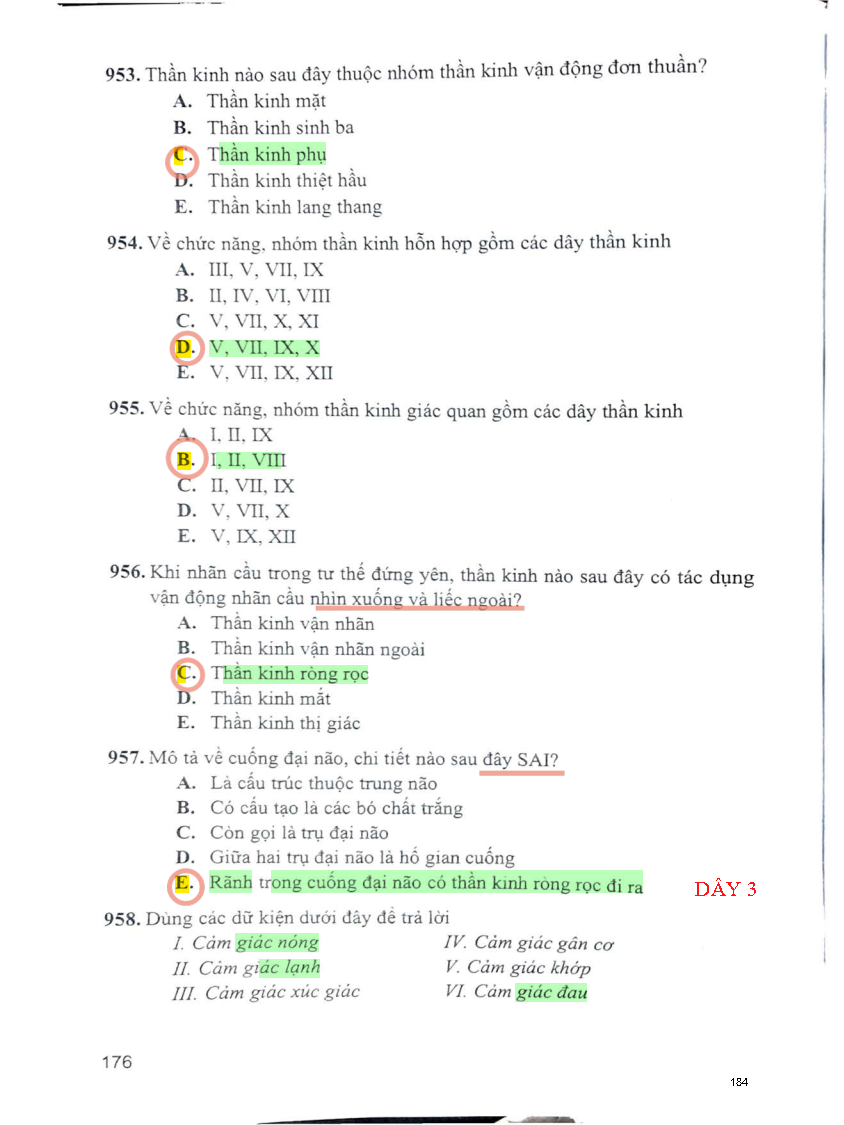 953. Thần kinh nào sau đây thuộc nhóm thần kinh vận động đơn thuần?
A. Thần kinh mặt
B. Thần kinh sinh ba
C. Thần kinh phụ
D. Thần kinh thiệt hầu
E. Thần kinh lang thang
954. Về chức năng, nhóm thần kinh hỗn hợp gồm các dây thần kinh
A. III, V, VII, IX
B. II, IV, VI, VIII
C. V, VII, X, XI
D. V, VII, IX, X
E. V, VII, IX, XII
955. Về chức năng, nhóm thần kinh giác quan gồm các dây thần kinh
A. I, II, IX
B. I, II, VIII
C. II, VII, IX
D. V, VII, X
E. V, IX, XII
956. Khi nhãn cầu trong tư thế đứng yên, thần kinh nào sau đây có tác dụng
vận động nhãn cầu nhìn xuống và liếc ngoài?
A. Thần kinh vận nhãn
B. Thần kinh vận nhãn ngoài
C. Thần kinh ròng rọc
D. Thần kinh mắt
E. Thần kinh thị giác
957. Mô tả về cuống đại não, chi tiết nào sau đây SAI?
A. Là cấu trúc thuộc trung não
B. Có cấu tạo là các bó chất trắng
C. Còn gọi là trụ đại não
D. Giữa hai trụ đại não là hố gian cuống
E. Rãnh trong cuống đại não có thần kinh ròng rọc đi ra DÂY 3
958. Dùng các dữ kiện dưới đây để trả lời
I. Cảm giác nóng IV. Cảm giác gân cơ
II. Cảm giác lạnh V. Cảm giác khớp
III. Cảm giác xúc giác VI. Cảm giác đau
176
184